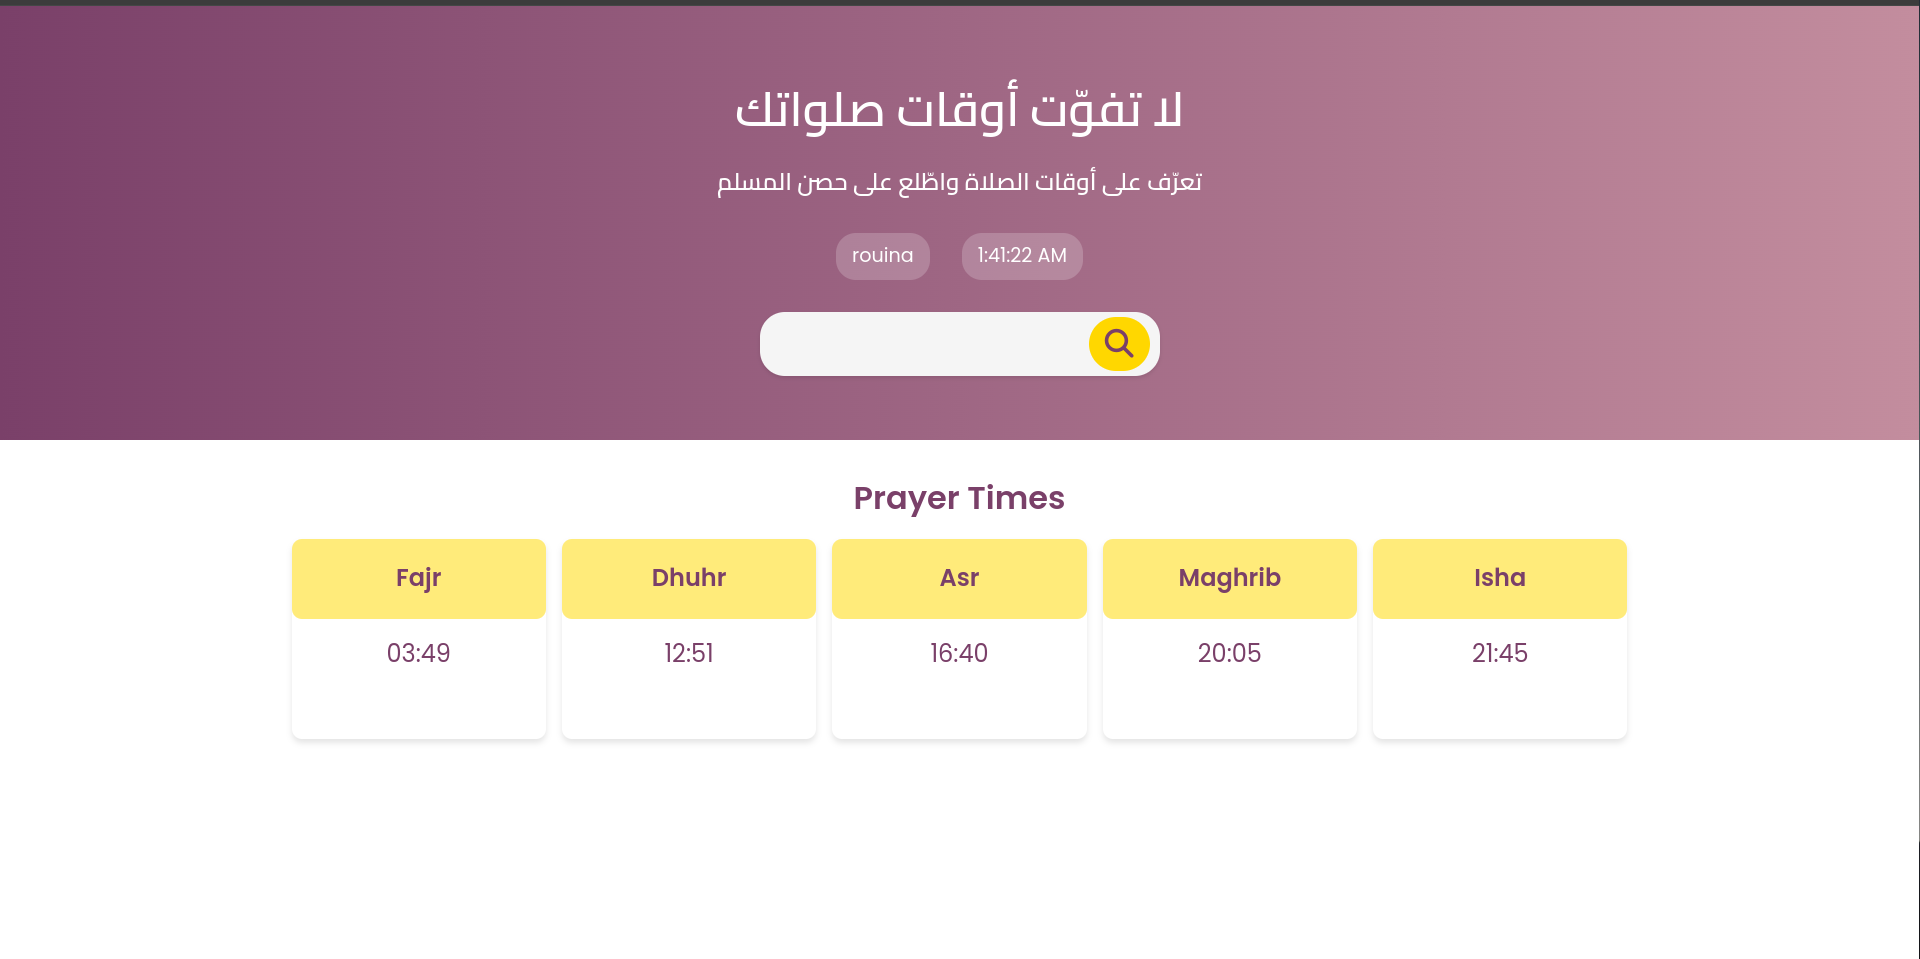 لا تفوّت أوقات صلواتك
تعرّف على أوقات الصلاة واطّلع على حصن المسلم
rouina 1:41:22 AM
Prayer Times
Fajr Dhuhr Asr Maghrib Isha
03:49 12:51 16:40 20:05 21:45